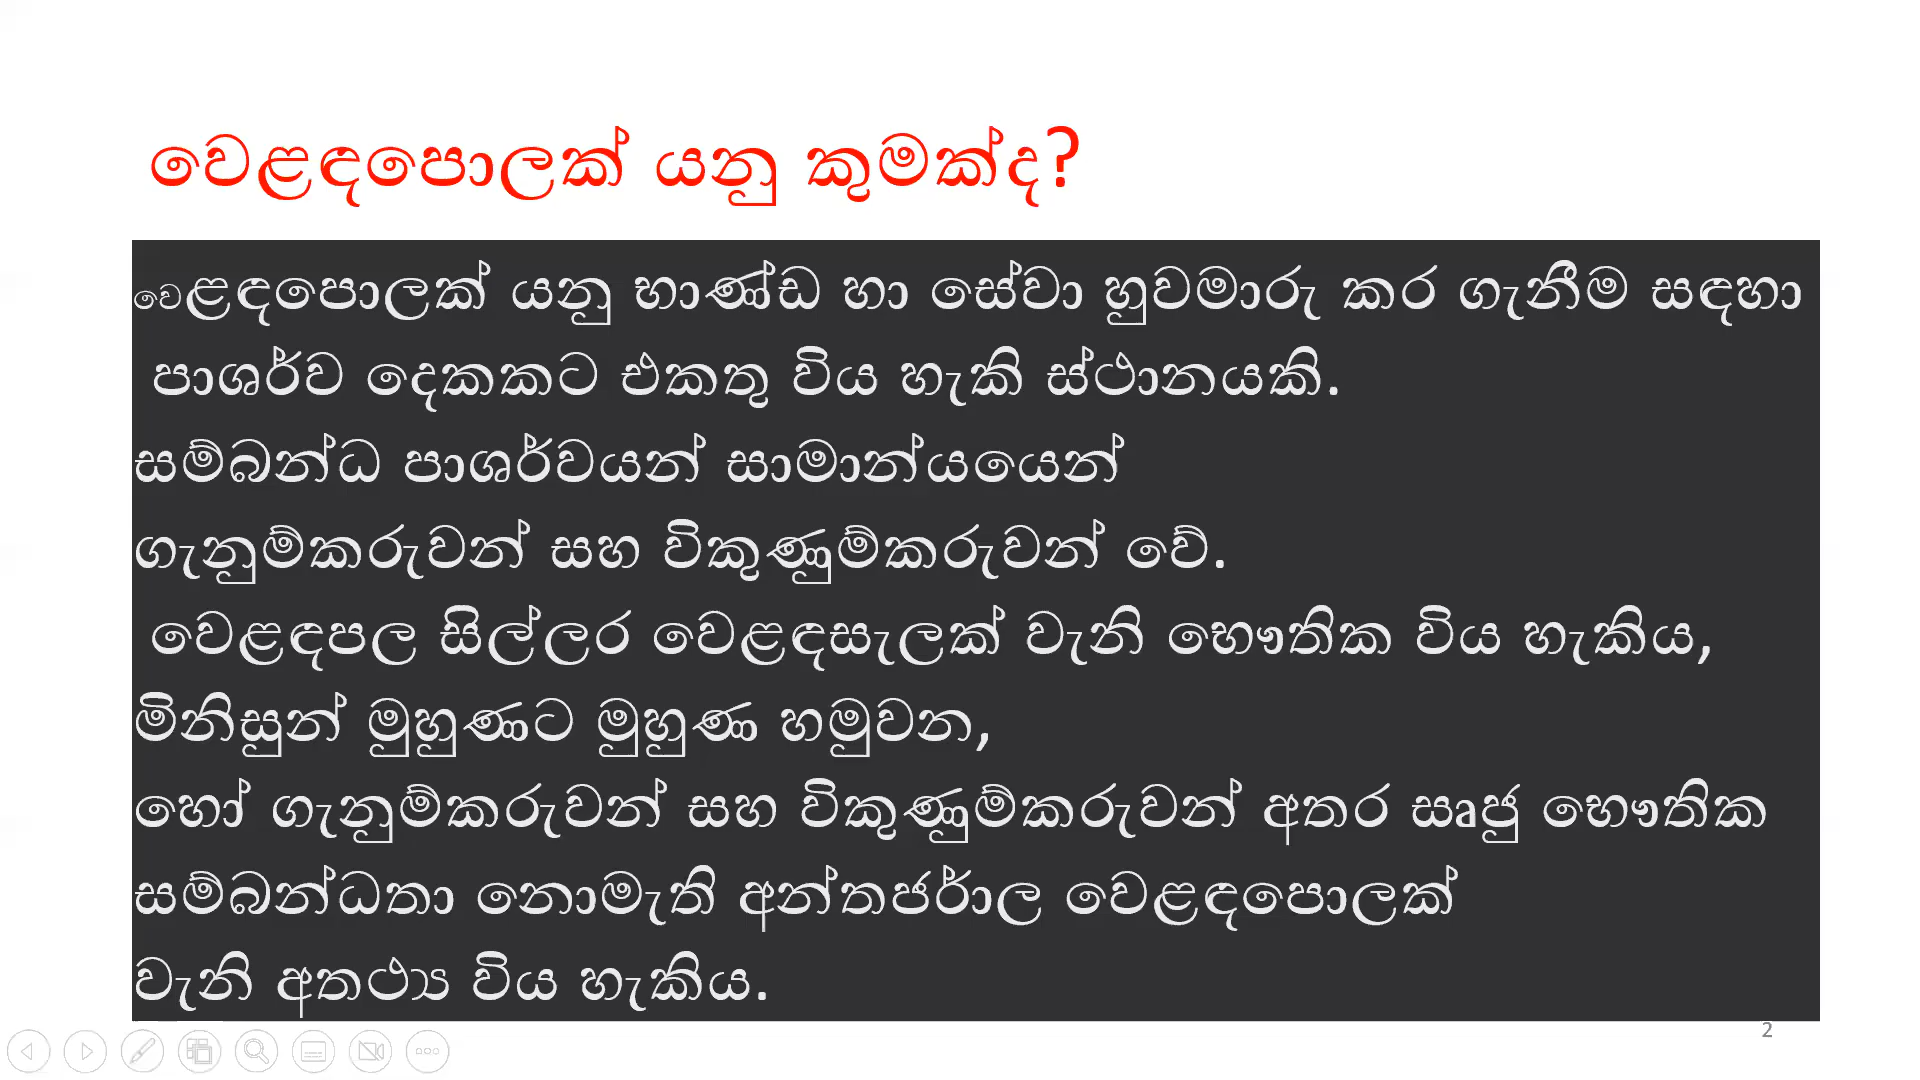 වෙළඳපොලක් යනු කුමක්ද?
වෙළඳපොලක් යනු භාණ්ඩ හා සේවා හුවමාරු කර ගැනීම සඳහා
පාශර්ව දෙකකට එකතු විය හැකි ස්ථානයකි.
සම්බන්ධ පාශර්වයන් සාමාන්යයෙන්
ගැනුම්කරුවන් සහ විකුණුම්කරුවන් වේ.
වෙළඳපල සිල්ලර වෙළඳසැලක් වැනි භෞතික විය හැකිය,
මිනිසුන් මුහුණට මුහුණ හමුවන,
හෝ ගැනුම්කරුවන් සහ විකුණුම්කරුවන් අතර සෘජු භෞතික
සම්බන්ධතා නොමැති අන්තජර්ාල වෙළඳපොලක්
වැනි අතථ්‍ය විය හැකිය.
2